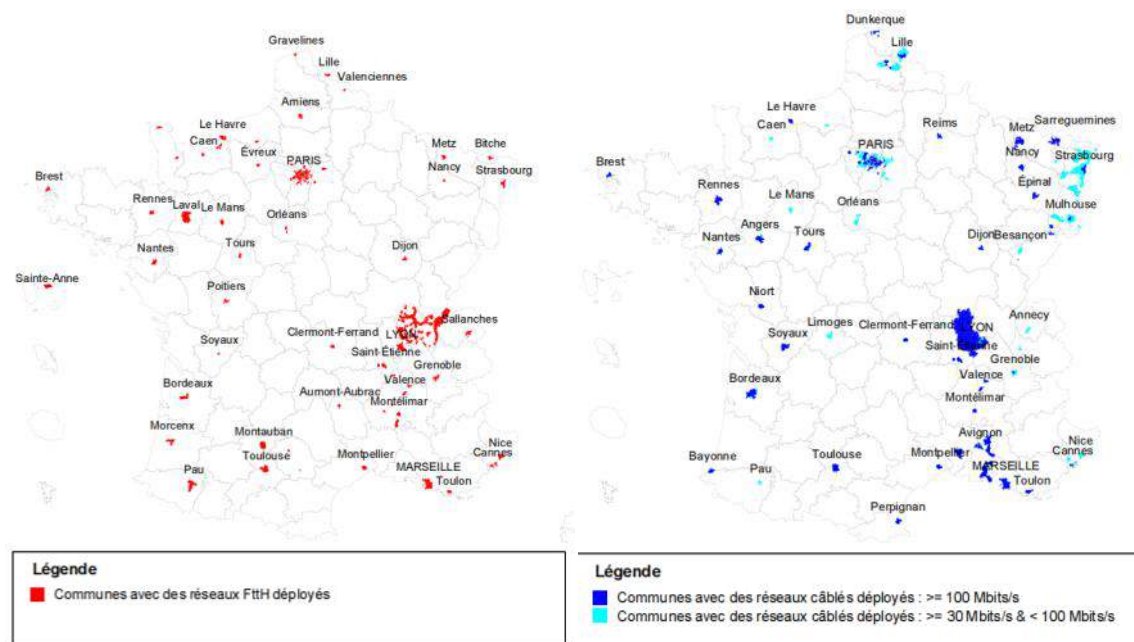 Gravelines
Lille
Valenciennes
Amiens
Le Havre
Caen
Évreux
PARIS
Metz
Bitche
Nancy
Strasbourg
Brest
Rennes
Laval
Le Mans
Orléans
Nantes
Tours
Dijon
Sainte-Anne
Poitiers
Sallanches
Clermont-Ferrand
LYON
Soyaux
Saint-Étienne
Grenoble
Valence
Bordeaux
Aumont-Aubrac
Montélimar
Morcenx
Montauban
Toulouse
Montpellier
Nice
Cannes
Pau
MARSEILLE
Toulon
Légende
Communes avec des réseaux FttH déployés
Dunkerque
Lille
Le Havre
Caen
Reims
Metz
Sarreguemines
PARIS
Nancy
Strasbourg
Brest
Épinal
Rennes
Le Mans
Orléans
Mulhouse
Angers
Nantes
Tours
Dijon
Besançon
Niort
Limoges
Clermont-Ferrand
LYON
Annecy
Soyaux
Saint-Étienne
Grenoble
Valence
Bordeaux
Montélimar
Avignon
Bayonne
Toulouse
Montpellier
Nice
Cannes
Pau
MARSEILLE
Toulon
Perpignan
Légende
Communes avec des réseaux câblés déployés : >= 100 Mbits/s
Communes avec des réseaux câblés déployés : >= 30 Mbits/s & < 100 Mbits/s